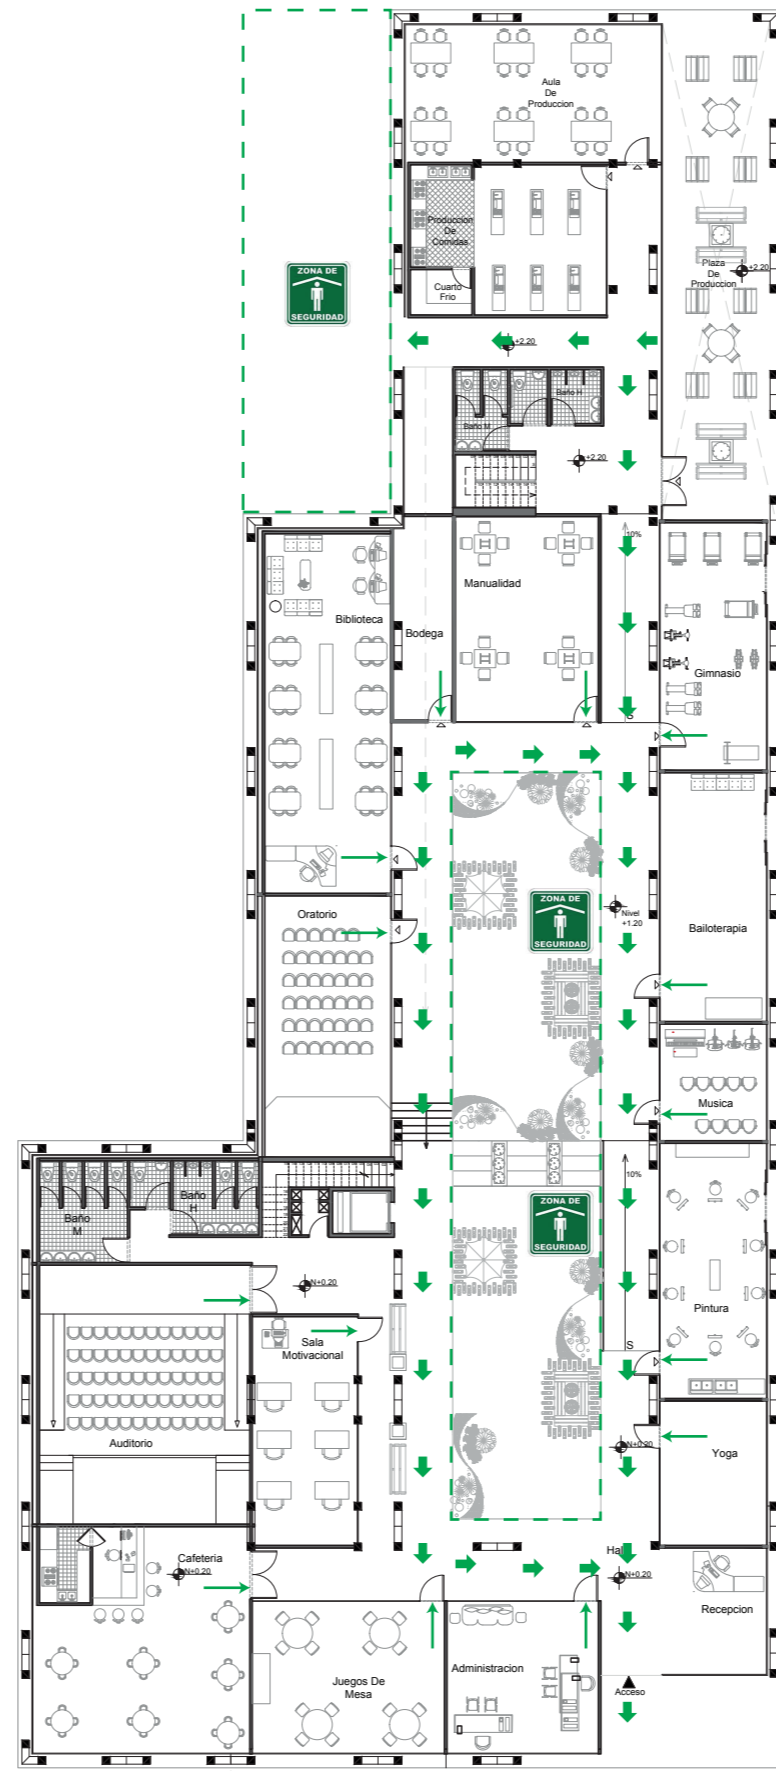 Aula
De
Produccion
ZONA DE
SEGURIDAD
Produccion
De
Comidas
Cuarto
Frio
Plaza
De
Produccion
+2.20
+2.20
Baño H
Baño M
+2.20
10%
Manualidad
Biblioteca
Bodega
Gimnasio
S
Oratorio
ZONA DE
SEGURIDAD
Nivel
+1.20
Bailoterapia
Musica
10%
Baño
M
Baño
H
ZONA DE
SEGURIDAD
N+0.20
Pintura
Sala
Motivacional
S
Auditorio
N+0.20
Yoga
Cafeteria
N+0.20
Hall
N+0.20
Recepcion
Juegos De
Mesa
Administracion
Acceso